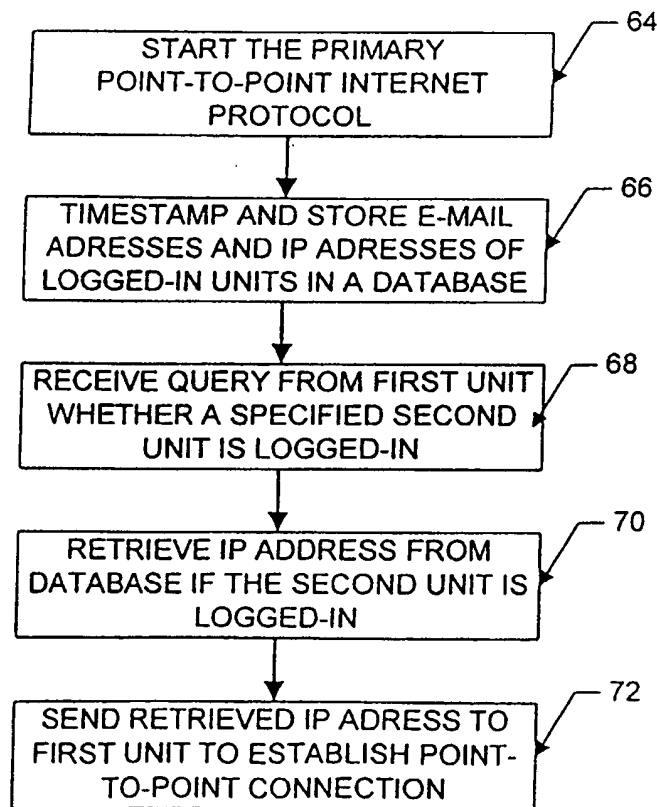 64
START THE PRIMARY
POINT-TO-POINT INTERNET
PROTOCOL
66
TIMESTAMP AND STORE E-MAIL
ADRESSES AND IP ADRESSES OF
LOGGED-IN UNITS IN A DATABASE
68
RECEIVE QUERY FROM FIRST UNIT
WHETHER A SPECIFIED SECOND
UNIT IS LOGGED-IN
70
RETRIEVE IP ADDRESS FROM
DATABASE IF THE SECOND UNIT IS
LOGGED-IN
72
SEND RETRIEVED IP ADRESS TO
FIRST UNIT TO ESTABLISH POINT-
TO-POINT CONNECTION